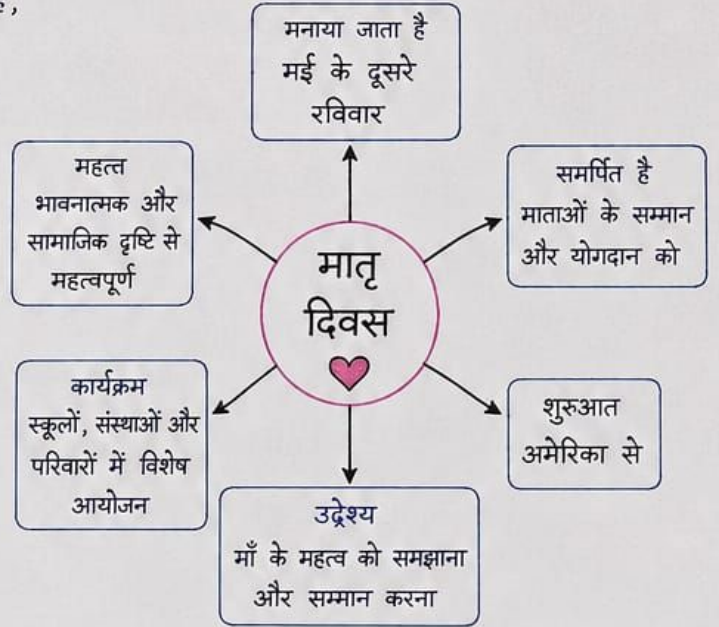 मनाया जाता है
मई के दूसरे
रविवार
समर्पित है
माताओं के सम्मान
और योगदान को
शुरुआत
अमेरिका से
उद्रेश्य
माँ के महत्व को समझाना
और सम्मान करना
कार्यक्रम
स्कूलों, संस्थाओं और
परिवारों में विशेष
आयोजन
महत्त
भावनात्मक और
सामाजिक दृष्टि से
महत्वपूर्ण
मातृ
दिवस